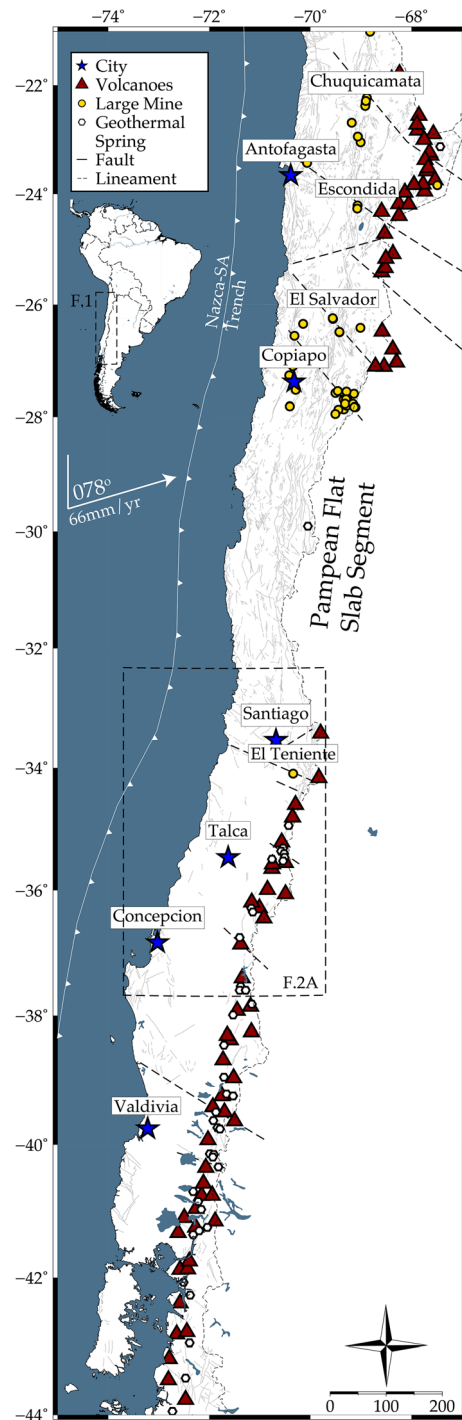 −74° −72° −70° −68°
−22°
City
Volcanoes
Large Mine
Geothermal
Spring
Fault
Lineament
Chuquicamata
Antofagasta
−24°
Escondida
F.1
Nazca-SA
Trench
−26°
El Salvador
Copiapo
−28°
078°
66mm/yr
−30°
Pampean Flat
Slab Segment
−32°
Santiago
El Teniente
−34°
Talca
−36°
Concepcion
F.2A
−38°
Valdivia
−40°
−42°
−44°
0 100 200